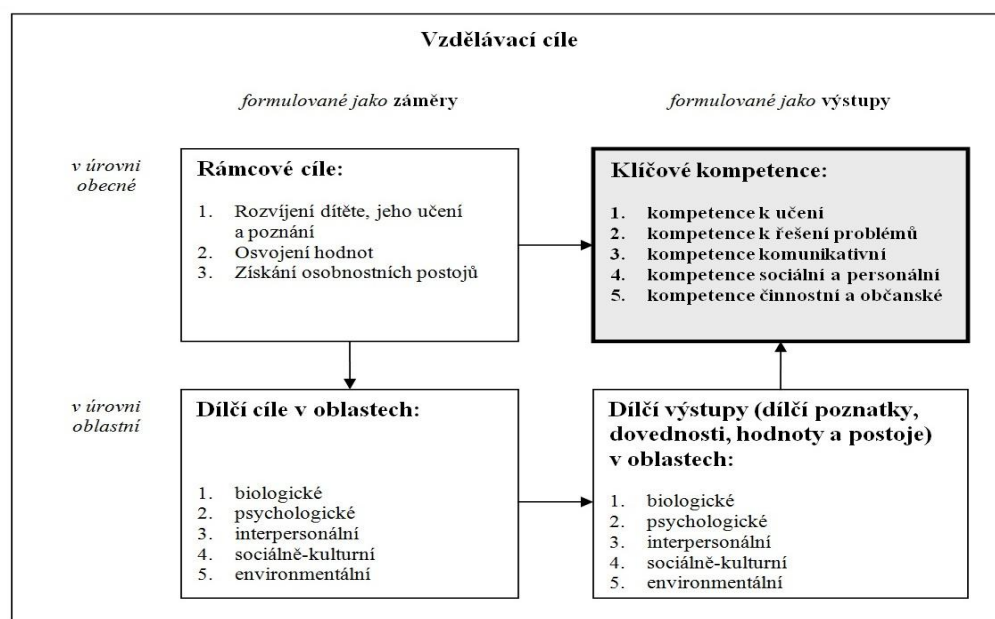 Vzdělávací cíle
formulované jako záměry
formulované jako výstupy
v úrovni
obecné
Rámcové cíle:
1. Rozvíjení dítěte, jeho učení
a poznání
2. Osvojení hodnot
3. Získání osobnostních postojů
Klíčové kompetence:
1. kompetence k učení
2. kompetence k řešení problémů
3. kompetence komunikativní
4. kompetence sociální a personální
5. kompetence činnostní a občanské
v úrovni
oblastní
Dílčí cíle v oblastech:
1. biologické
2. psychologické
3. interpersonální
4. sociálně-kulturní
5. environmentální
Dílčí výstupy (dílčí poznatky,
dovednosti, hodnoty a postoje)
v oblastech:
1. biologické
2. psychologické
3. interpersonální
4. sociálně-kulturní
5. environmentální